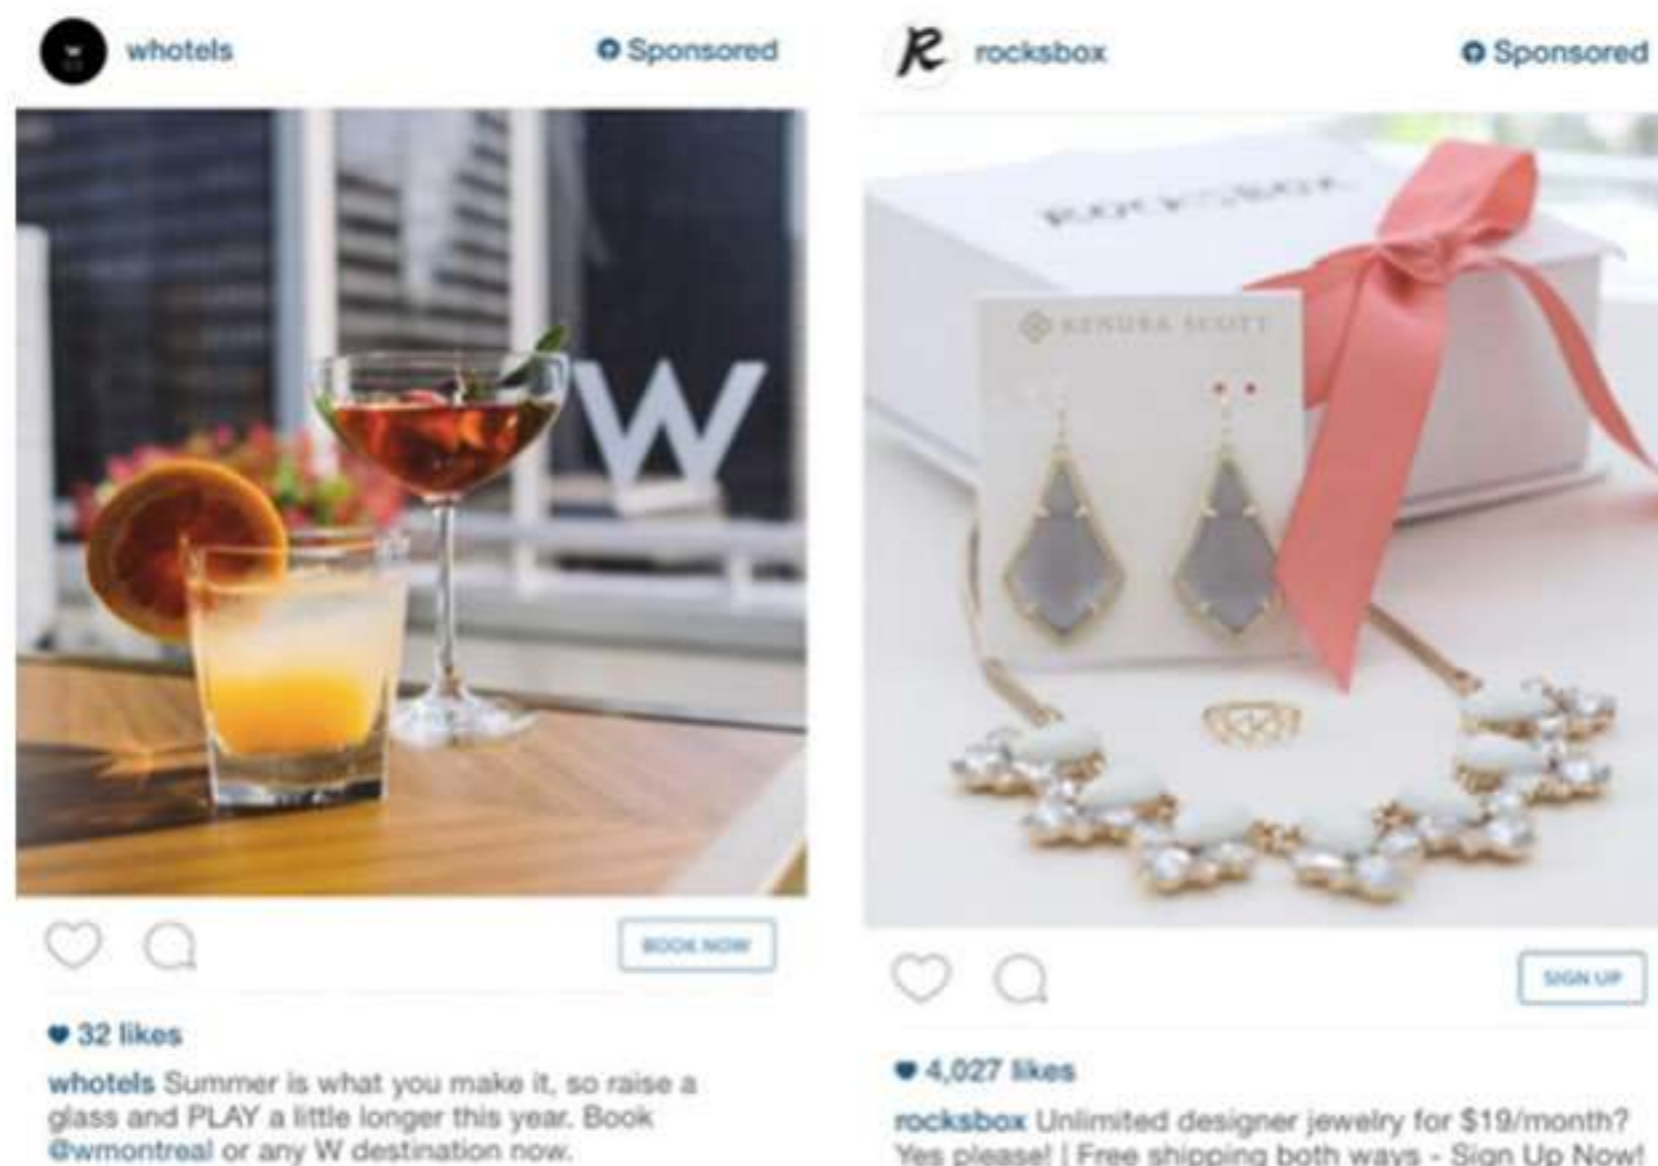 whotels
Sponsored
W
BOOK NOW
32 likes
whotels Summer is what you make it, so raise a
glass and PLAY a little longer this year. Book
@wmontreal or any W destination now.
R rocksbox
Sponsored
ROCKSBOX
KENDRA SCOTT
SIGN UP
4,027 likes
rocksbox Unlimited designer jewelry for $19/month?
Yes please! | Free shipping both ways - Sign Up Now!